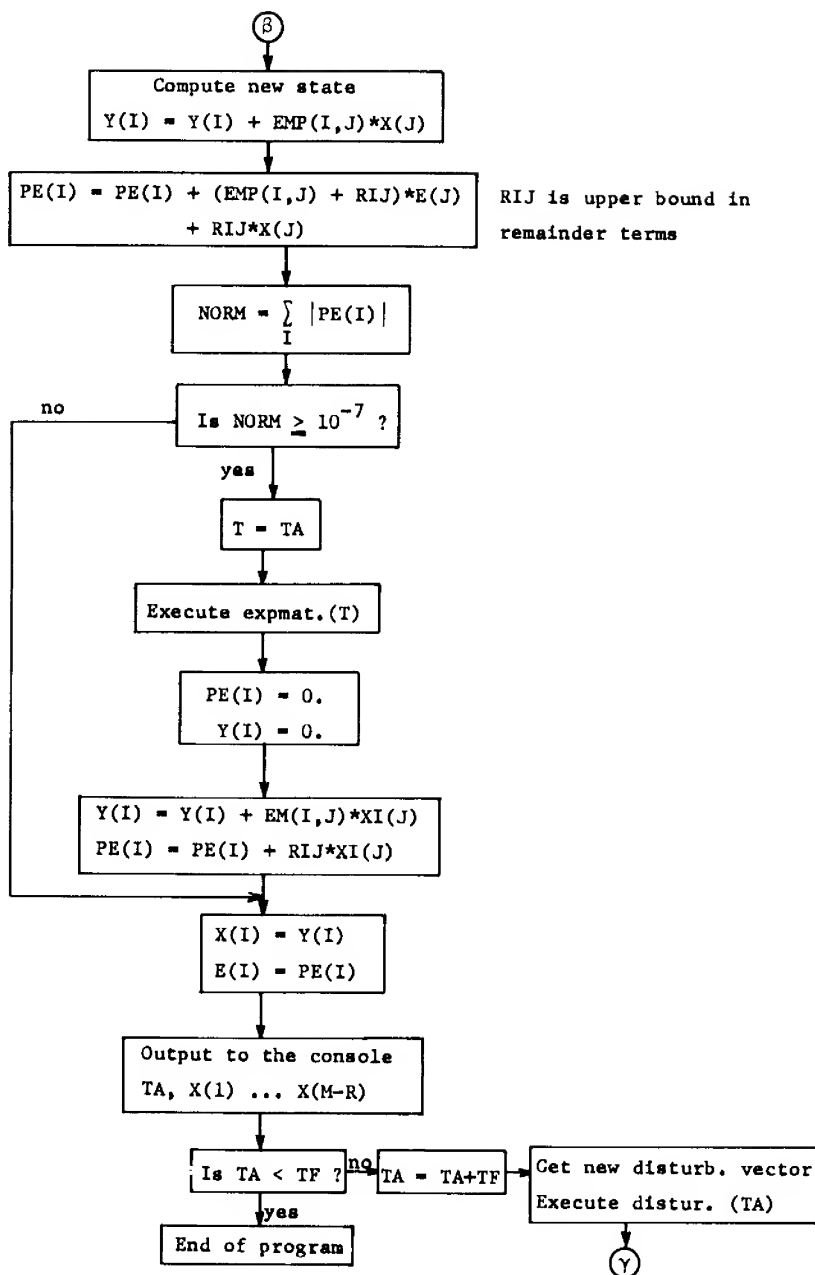 β
Compute new state
Y(I) = Y(I) + EMP(I,J)*X(J)
PE(I) = PE(I) + (EMP(I,J) + RIJ)*E(J)
+ RIJ*X(J)
RIJ is upper bound in
remainder terms
NORM = ∑ |PE(I)|
I
no
Is NORM ≥ 10⁻⁷ ?
yes
T = TA
Execute expmat.(T)
PE(I) = 0.
Y(I) = 0.
Y(I) = Y(I) + EM(I,J)*XI(J)
PE(I) = PE(I) + RIJ*XI(J)
X(I) = Y(I)
E(I) = PE(I)
Output to the console
TA, X(1) ... X(M-R)
Is TA < TF ?
no
TA = TA+TF
Get new disturb. vector
Execute distur. (TA)
yes
End of program
γ